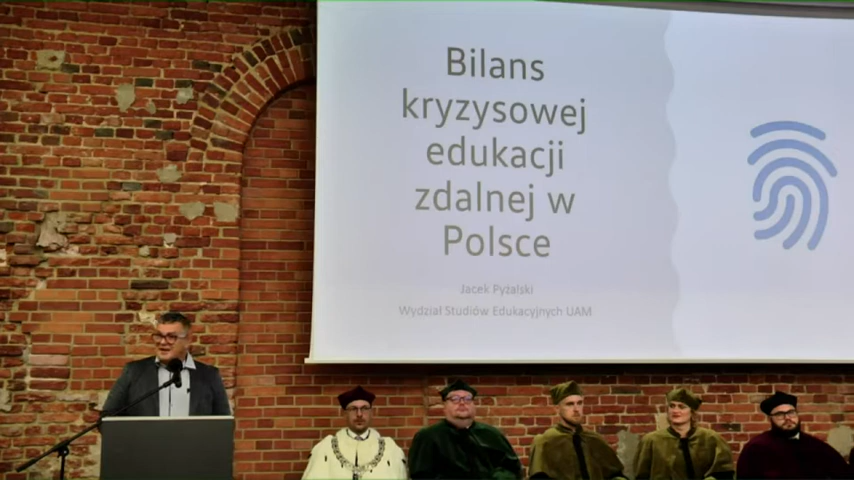 Bilans
kryzysowej
edukacji
zdalnej w
Polsce
Jacek Pyżalski
Wydział Studiów Edukacyjnych UAM